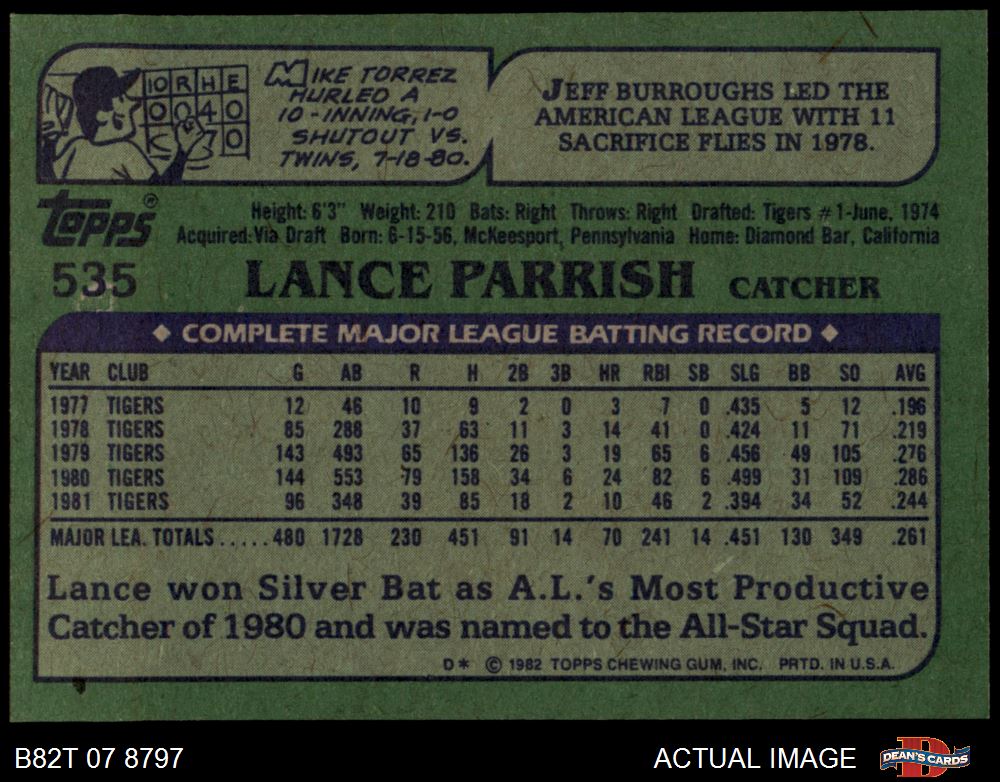 IO R H E
0 0 4 0
7 0
MIKE TORREZ
HURLED A
10-INNING, 1-0
SHUTOUT VS.
TWINS, 7-18-80.
JEFF BURROUGHS LED THE
AMERICAN LEAGUE WITH 11
SACRIFICE FLIES IN 1978.
Topps®
Height: 6'3" Weight: 210 Bats: Right Throws: Right Drafted: Tigers #1-June, 1974
Acquired: Via Draft Born: 6-15-56, McKeesport, Pennsylvania Home: Diamond Bar, California
535 LANCE PARRISH CATCHER
◆ COMPLETE MAJOR LEAGUE BATTING RECORD ◆
YEAR CLUB G AB R H 2B 3B HR RBI SB SLG BB SO AVG
1977 TIGERS 12 46 10 9 2 0 3 7 0 .435 5 12 .196
1978 TIGERS 85 288 37 63 11 3 14 41 0 .424 11 71 .219
1979 TIGERS 143 493 65 136 26 3 19 65 6 .456 49 105 .276
1980 TIGERS 144 553 79 158 34 6 24 82 6 .499 31 109 .286
1981 TIGERS 96 348 39 85 18 2 10 46 2 .394 34 52 .244
MAJOR LEA. TOTALS.....480 1728 230 451 91 14 70 241 14 .451 130 349 .261
Lance won Silver Bat as A.L.'s Most Productive
Catcher of 1980 and was named to the All-Star Squad.
D* © 1982 TOPPS CHEWING GUM, INC. PRTD. IN U.S.A.
B82T 07 8797 ACTUAL IMAGE DEAN'S CARDS